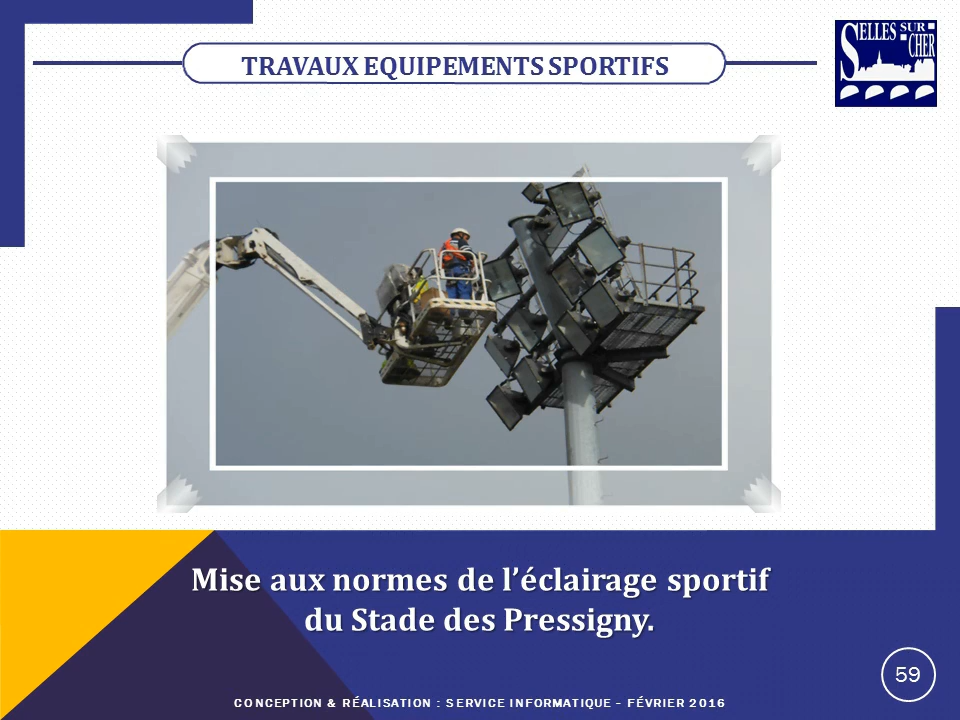 TRAVAUX EQUIPEMENTS SPORTIFS
SELLES SUR
CHER
Mise aux normes de l’éclairage sportif
du Stade des Pressigny.
59
CONCEPTION & RÉALISATION : SERVICE INFORMATIQUE - FÉVRIER 2016